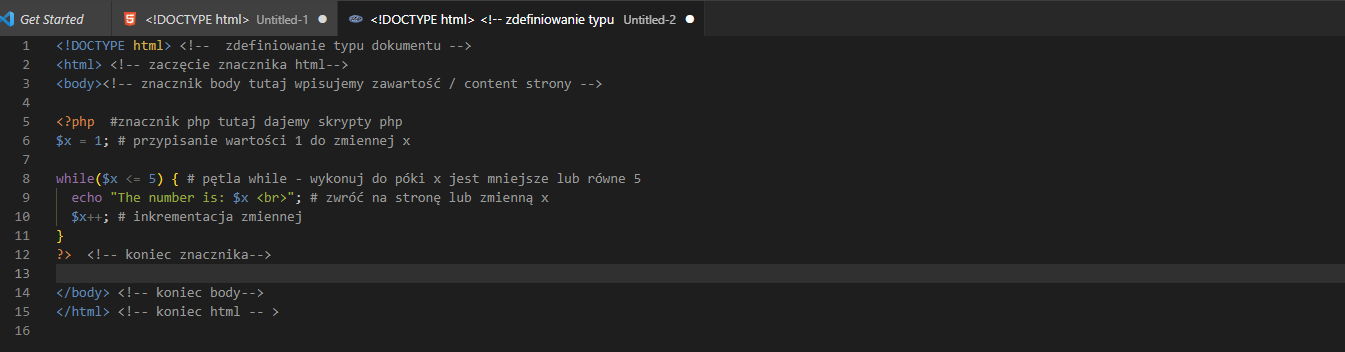 Get Started <!DOCTYPE html> Untitled-1 <!DOCTYPE html> <!-- zdefiniowanie typu Untitled-2
1 <!DOCTYPE html> <!--  zdefiniowanie typu dokumentu -->
2 <html> <!-- zaczęcie znacznika html-->
3 <body><!-- znacznik body tutaj wpisujemy zawartość / content strony -->
4
5 <?php  #znacznik php tutaj dajemy skrypty php
6 $x = 1; # przypisanie wartości 1 do zmiennej x
7
8 while($x <= 5) { # pętla while - wykonuj do póki x jest mniejsze lub równe 5
9   echo "The number is: $x <br>"; # zwróć na stronę lub zmienną x
10   $x++; # inkrementacja zmiennej
11 }
12 ?>  <!-- koniec znacznika-->
13
14 </body> <!-- koniec body-->
15 </html> <!-- koniec html -- >
16